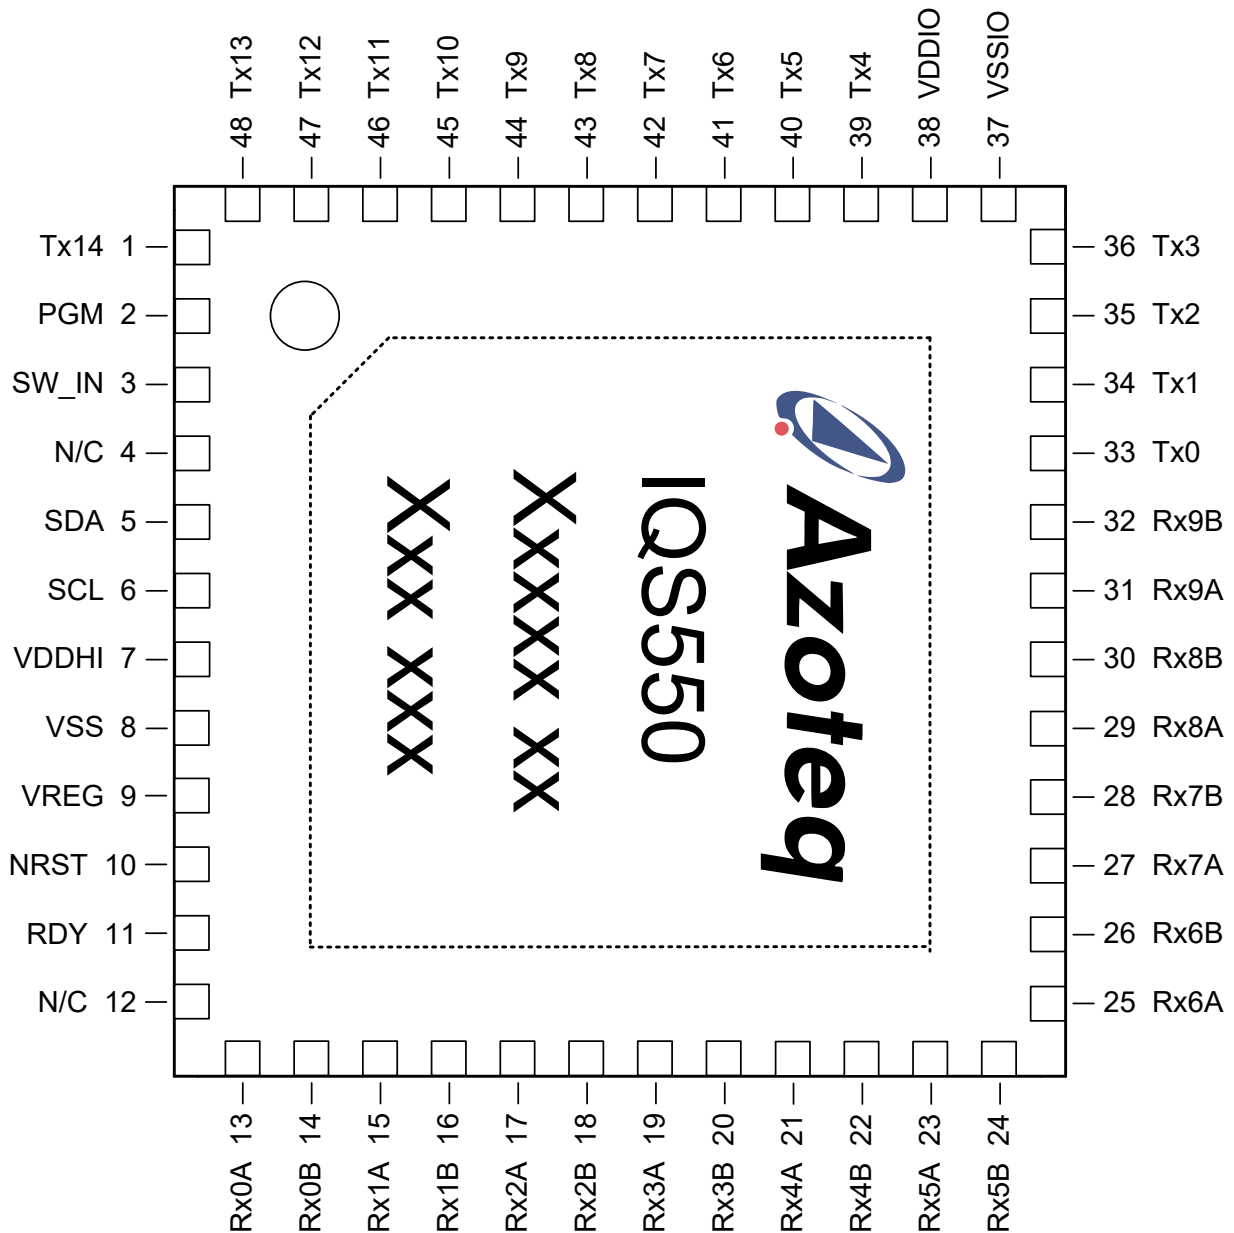 48 Tx13
47 Tx12
46 Tx11
45 Tx10
44 Tx9
43 Tx8
42 Tx7
41 Tx6
40 Tx5
39 Tx4
38 VDDIO
37 VSSIO
Tx14 1
PGM 2
SW_IN 3
N/C 4
SDA 5
SCL 6
VDDHI 7
VSS 8
VREG 9
NRST 10
RDY 11
N/C 12
Azoteq
IQS550
Xxxxx xx
Xxx xxx
36 Tx3
35 Tx2
34 Tx1
33 Tx0
32 Rx9B
31 Rx9A
30 Rx8B
29 Rx8A
28 Rx7B
27 Rx7A
26 Rx6B
25 Rx6A
Rx0A 13
Rx0B 14
Rx1A 15
Rx1B 16
Rx2A 17
Rx2B 18
Rx3A 19
Rx3B 20
Rx4A 21
Rx4B 22
Rx5A 23
Rx5B 24